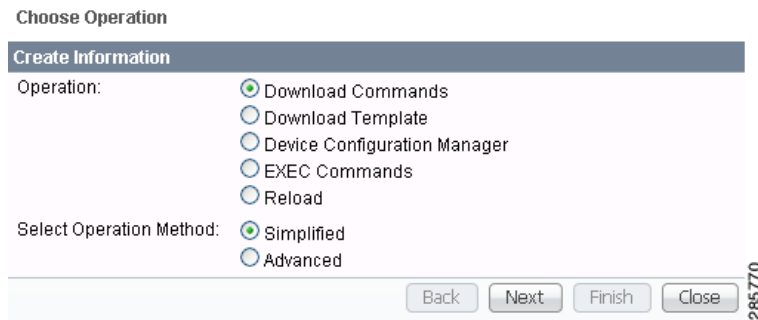 Choose Operation
Create Information
Operation:
Download Commands
Download Template
Device Configuration Manager
EXEC Commands
Reload
Select Operation Method:
Simplified
Advanced
Back
Next
Finish
Close
285770